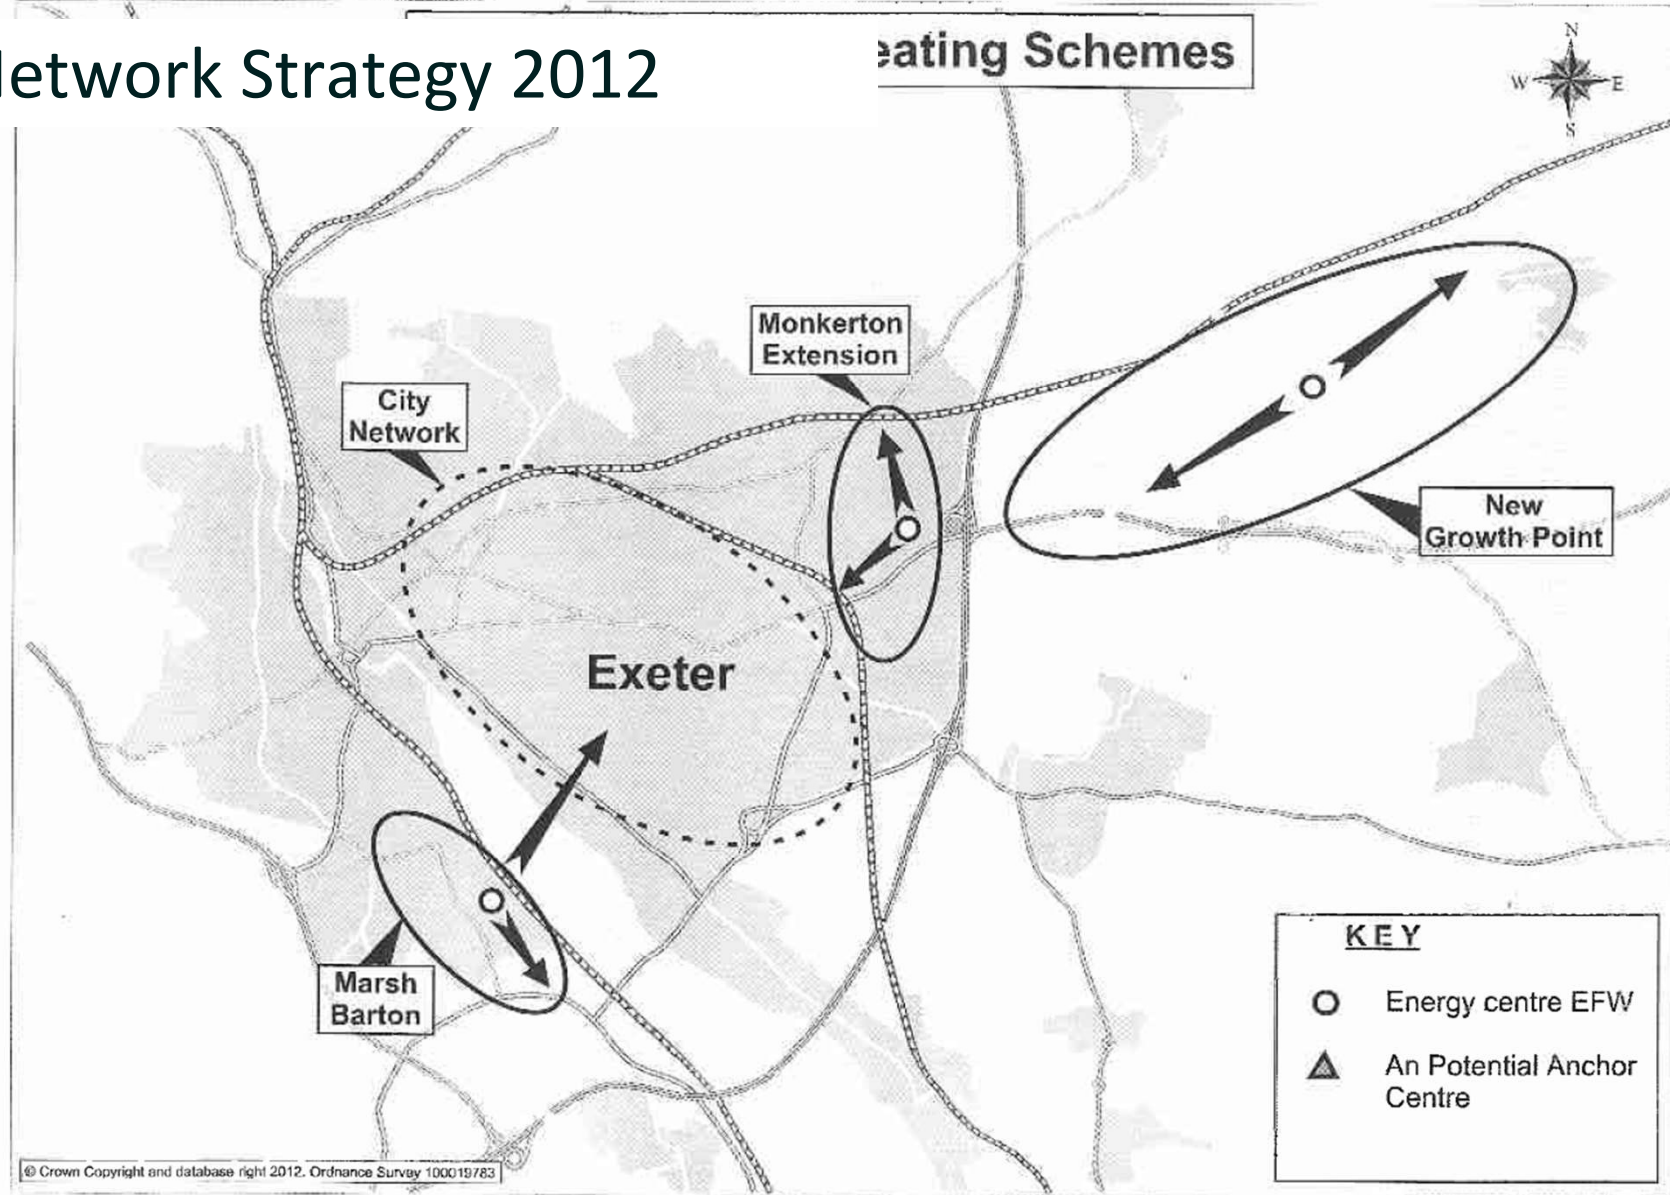 Network Strategy 2012
eating Schemes
N
W E
S
Monkerton
Extension
City
Network
New
Growth Point
Exeter
Marsh
Barton
KEY
Energy centre EFW
An Potential Anchor
Centre
© Crown Copyright and database right 2012. Ordnance Survey 100019783